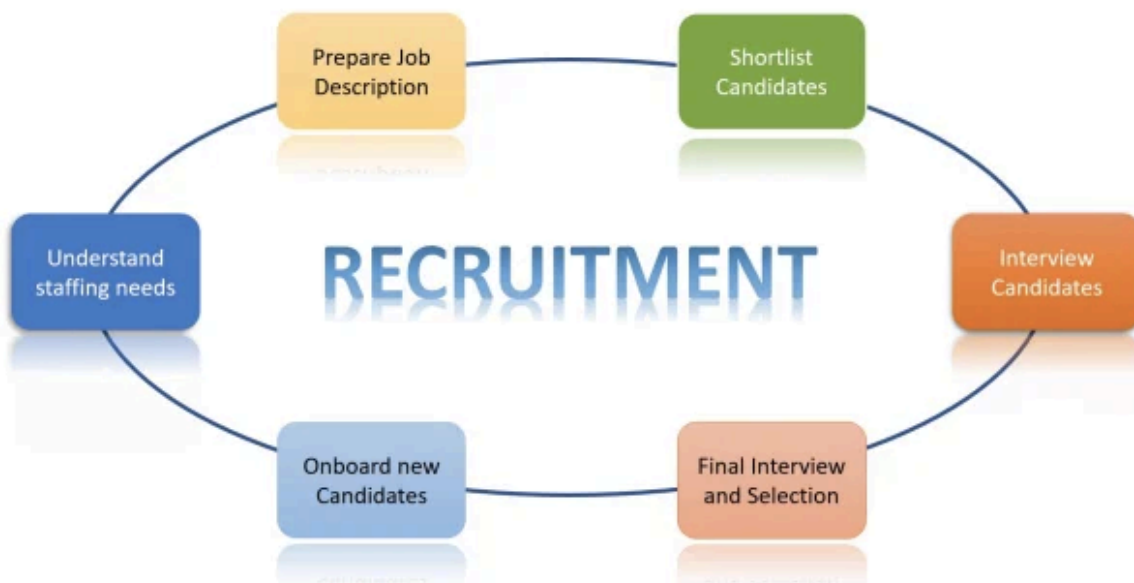 Prepare Job
Description
Shortlist
Candidates
Understand
staffing needs
RECRUITMENT
Interview
Candidates
Onboard new
Candidates
Final Interview
and Selection